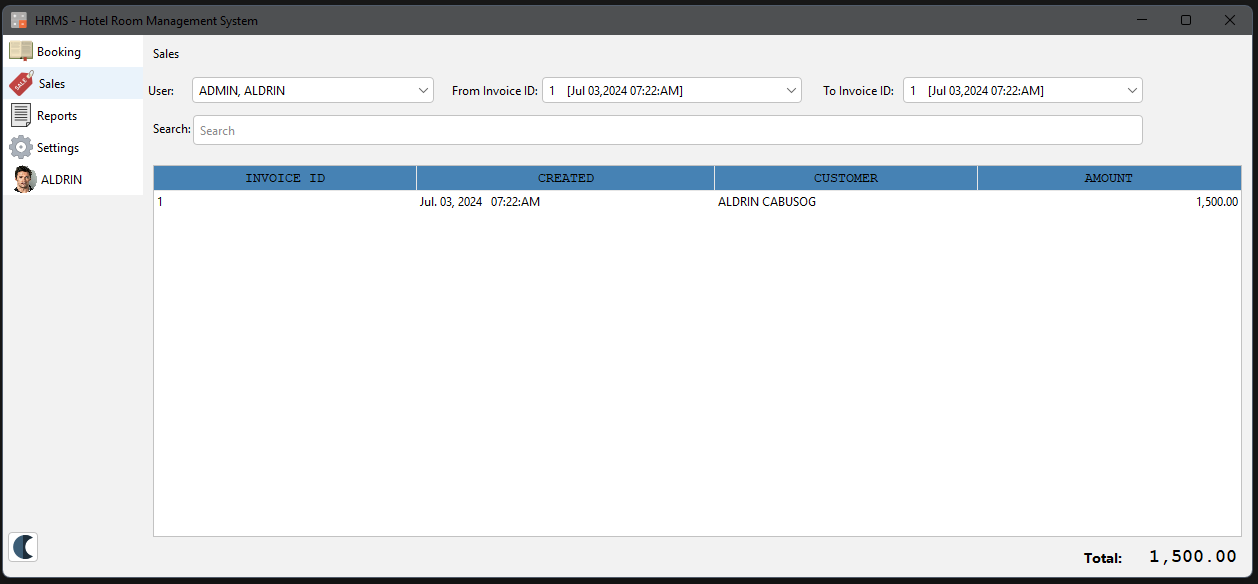 HRMS - Hotel Room Management System
Booking
SALE
Sales
Reports
Settings
ALDRIN
Sales
User: ADMIN, ALDRIN From Invoice ID: 1 [Jul 03,2024 07:22:AM] To Invoice ID: 1 [Jul 03,2024 07:22:AM]
Search: Search
INVOICE ID CREATED CUSTOMER AMOUNT
1 Jul. 03, 2024 07:22:AM ALDRIN CABUSOG 1,500.00
Total: 1,500.00